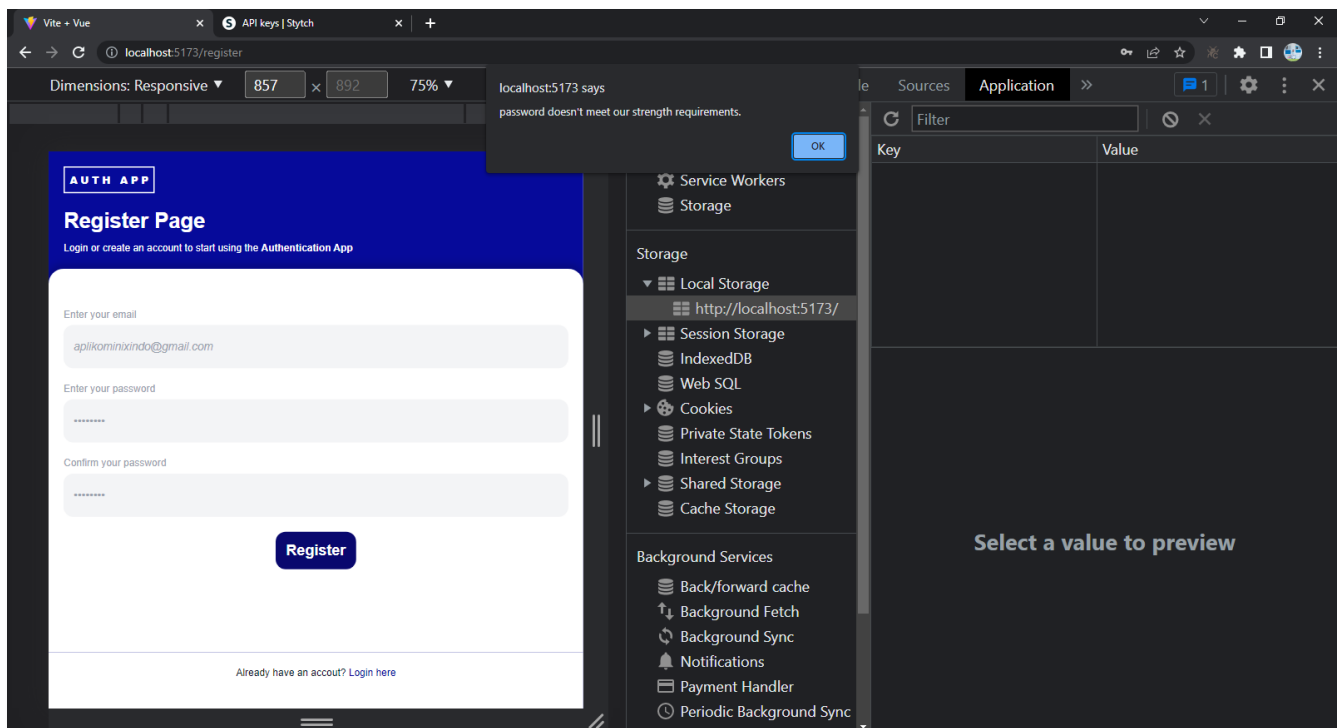 Vite + Vue
API keys | Stytch
localhost:5173/register
Dimensions: Responsive ▼ 857 × 892 75% ▼
Sources Application » 1
localhost:5173 says
password doesn't meet our strength requirements.
OK
AUTH APP
Register Page
Login or create an account to start using the Authentication App
Enter your email
aplikominixindo@gmail.com
Enter your password
••••••••
Confirm your password
••••••••
Register
Already have an accout? Login here
Service Workers
Storage
Storage
Local Storage
http://localhost:5173/
Session Storage
IndexedDB
Web SQL
Cookies
Private State Tokens
Interest Groups
Shared Storage
Cache Storage
Background Services
Back/forward cache
Background Fetch
Background Sync
Notifications
Payment Handler
Periodic Background Sync
Filter
Key Value
Select a value to preview